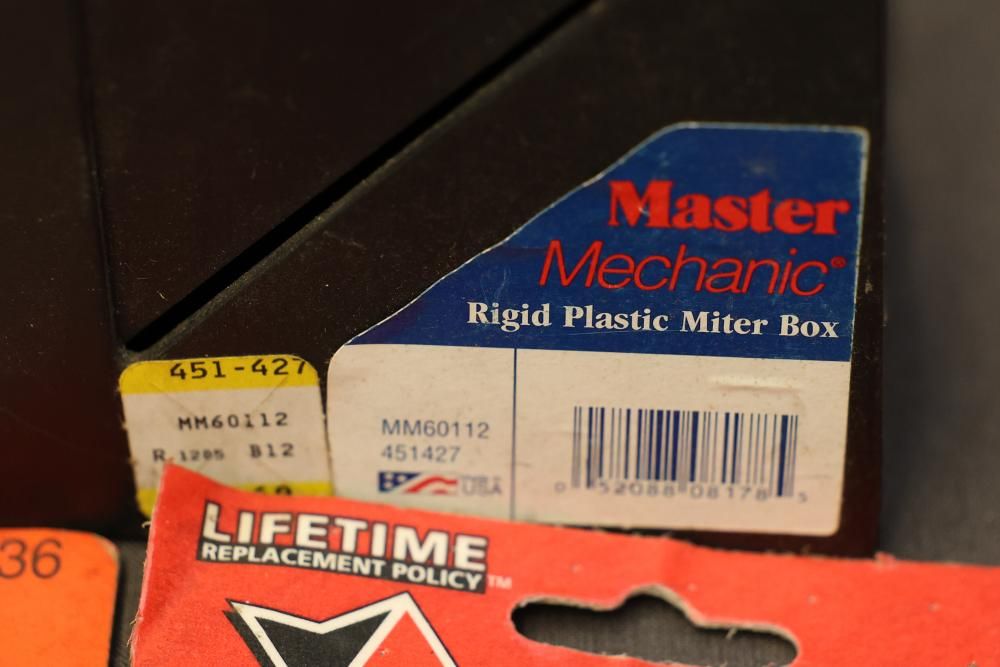 Master
Mechanic®
Rigid Plastic Miter Box
451-427
MM60112
R 1205 B12
MM60112
451427
USA
0 52088 08178 5
LIFETIME
REPLACEMENT POLICY™
36